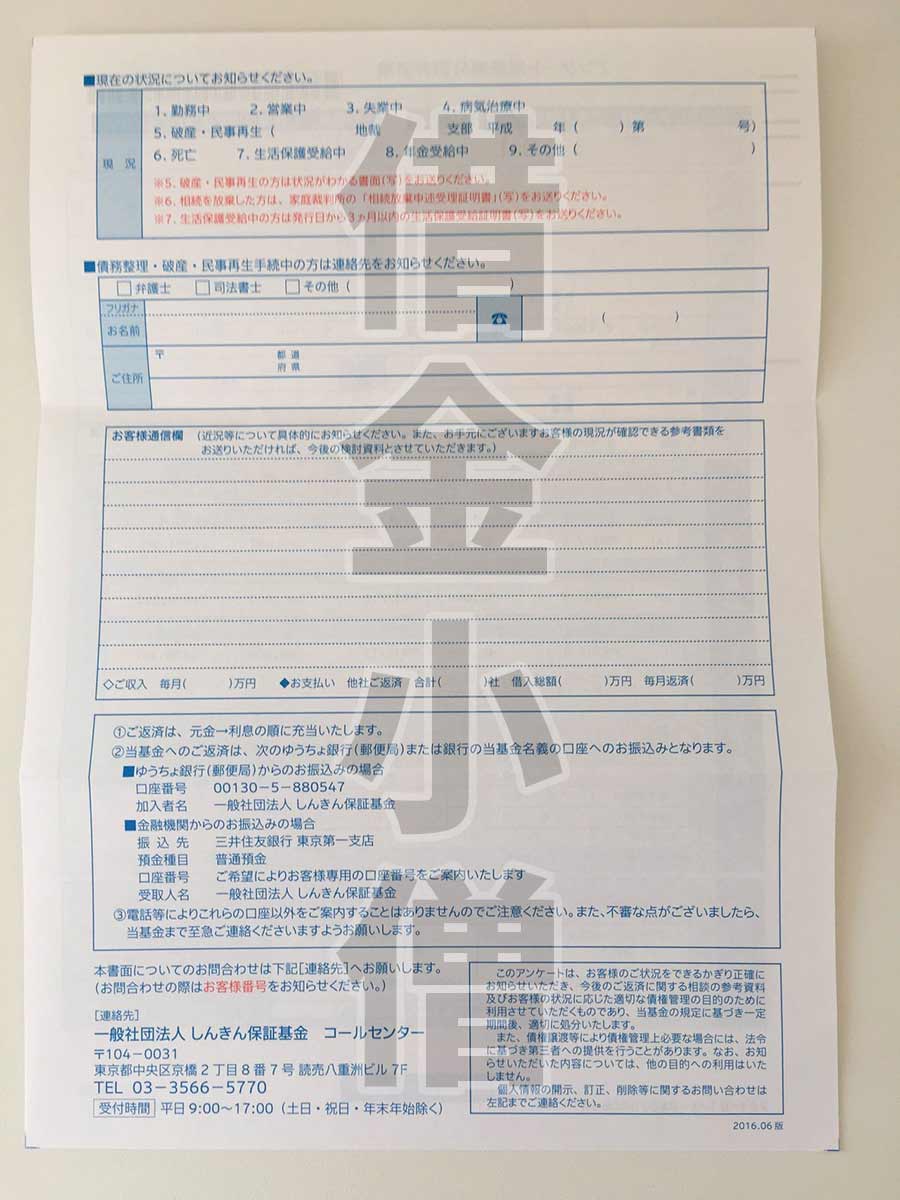 ■現在の状況についてお知らせください。
現 況
1. 勤務中 2. 営業中 3. 失業中 4. 病気治療中
5. 破産・民事再生( 地裁 支部 平成 年( )第 号)
6. 死亡 7. 生活保護受給中 8. 年金受給中 9. その他( )
※5. 破産・民事再生の方は状況がわかる書面(写)をお送りください。
※6. 相続を放棄した方は、家庭裁判所の「相続放棄申述受理証明書」(写)をお送りください。
※7. 生活保護受給中の方は発行日から3ヵ月以内の生活保護受給証明書(写)をお送りください。
■債務整理・破産・民事再生手続中の方は連絡先をお知らせください。
□弁護士 □司法書士 □その他( )
フリガナ
お名前 ☎ ( )
ご住所 〒 都道
府県
お客様通信欄 (近況等について具体的にお知らせください。また、お手元にございますお客様の現況が確認できる参考書類を
お送りいただければ、今後の検討資料とさせていただきます。)
◇ご収入 毎月( )万円 ◆お支払い 他社ご返済 合計( )社 借入総額( )万円 毎月返済( )万円
①ご返済は、元金→利息の順に充当いたします。
②当基金へのご返済は、次のゆうちょ銀行(郵便局)または銀行の当基金名義の口座へのお振込みとなります。
■ゆうちょ銀行(郵便局)からのお振込みの場合
口座番号 00130-5-880547
加入者名 一般社団法人 しんきん保証基金
■金融機関からのお振込みの場合
振込先 三井住友銀行 東京第一支店
預金種目 普通預金
口座番号 ご希望によりお客様専用の口座番号をご案内いたします
受取人名 一般社団法人 しんきん保証基金
③電話等によりこれらの口座以外をご案内することはありませんのでご注意ください。また、不審な点がございましたら、
当基金まで至急ご連絡くださいますようお願いします。
本書面についてのお問合わせは下記[連絡先]へお願いします。
(お問合わせの際はお客様番号をお知らせください。)
[連絡先]
一般社団法人 しんきん保証基金 コールセンター
〒104-0031
東京都中央区京橋2丁目8番7号 読売八重洲ビル 7F
TEL 03-3566-5770
受付時間 平日 9:00～17:00 (土日・祝日・年末年始除く)
このアンケートは、お客様のご状況をできるかぎり正確に
お知らせいただき、今後のご返済に関する相談の参考資料
及びお客様の状況に応じた適切な債権管理の目的のために
利用させていただくものであり、当基金の規定に基づき一定
期間後、適切に処分いたします。
また、債権譲渡等により債権管理上必要な場合には、法令
に基づき第三者への提供を行うことがあります。なお、お知
らせいただいた内容については、他の目的への利用はいた
しません。
個人情報の開示、訂正、削除等に関するお問い合わせは
左記までご連絡ください。
2016.06 版
借金小僧